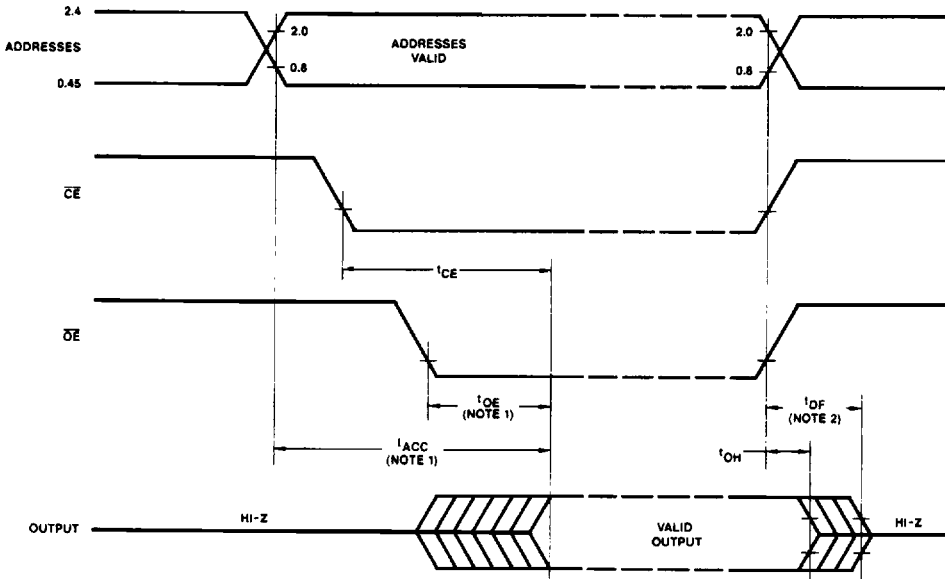 2.4
ADDRESSES
0.45
2.0
0.8
ADDRESSES
VALID
2.0
0.8
CE
tCE
OE
tOE
(NOTE 1)
tDF
(NOTE 2)
tACC
(NOTE 1)
tOH
OUTPUT
HI-Z
VALID
OUTPUT
HI-Z